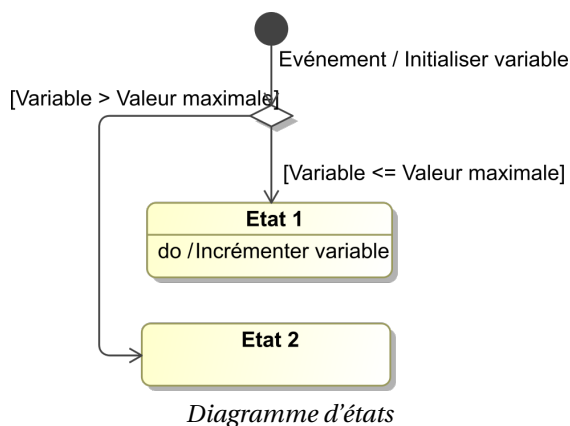 Evénement / Initialiser variable
[Variable > Valeur maximale]
[Variable <= Valeur maximale]
Etat 1
do / Incrémenter variable
Etat 2
Diagramme d'états